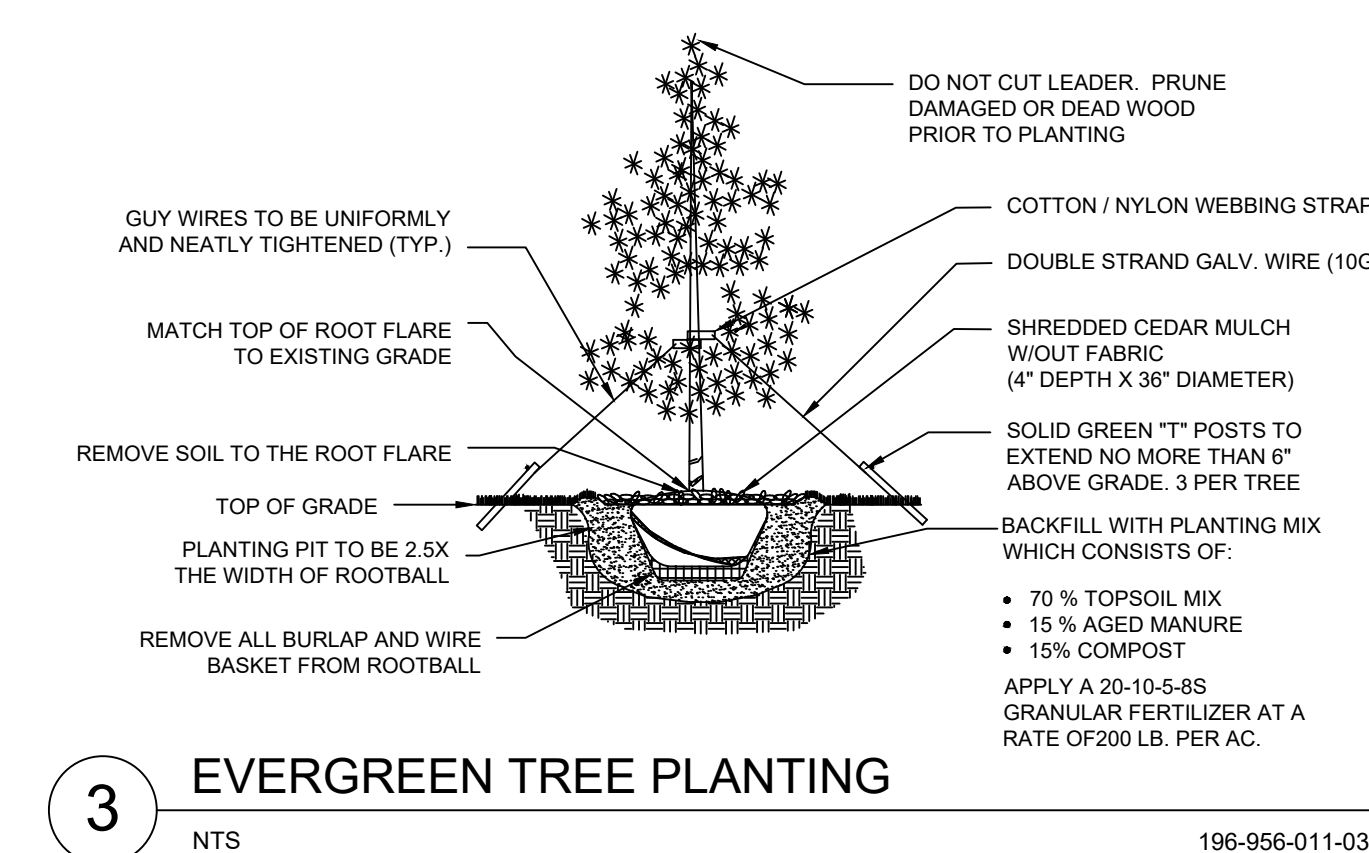 DO NOT CUT LEADER. PRUNE
DAMAGED OR DEAD WOOD
PRIOR TO PLANTING
COTTON / NYLON WEBBING STRAP
DOUBLE STRAND GALV. WIRE (10G
SHREDDED CEDAR MULCH
W/OUT FABRIC
(4" DEPTH X 36" DIAMETER)
SOLID GREEN "T" POSTS TO
EXTEND NO MORE THAN 6"
ABOVE GRADE. 3 PER TREE
BACKFILL WITH PLANTING MIX
WHICH CONSISTS OF:
• 70 % TOPSOIL MIX
• 15 % AGED MANURE
• 15% COMPOST
APPLY A 20-10-5-8S
GRANULAR FERTILIZER AT A
RATE OF200 LB. PER AC.
GUY WIRES TO BE UNIFORMLY
AND NEATLY TIGHTENED (TYP.)
MATCH TOP OF ROOT FLARE
TO EXISTING GRADE
REMOVE SOIL TO THE ROOT FLARE
TOP OF GRADE
PLANTING PIT TO BE 2.5X
THE WIDTH OF ROOTBALL
REMOVE ALL BURLAP AND WIRE
BASKET FROM ROOTBALL
3
EVERGREEN TREE PLANTING
NTS
196-956-011-03